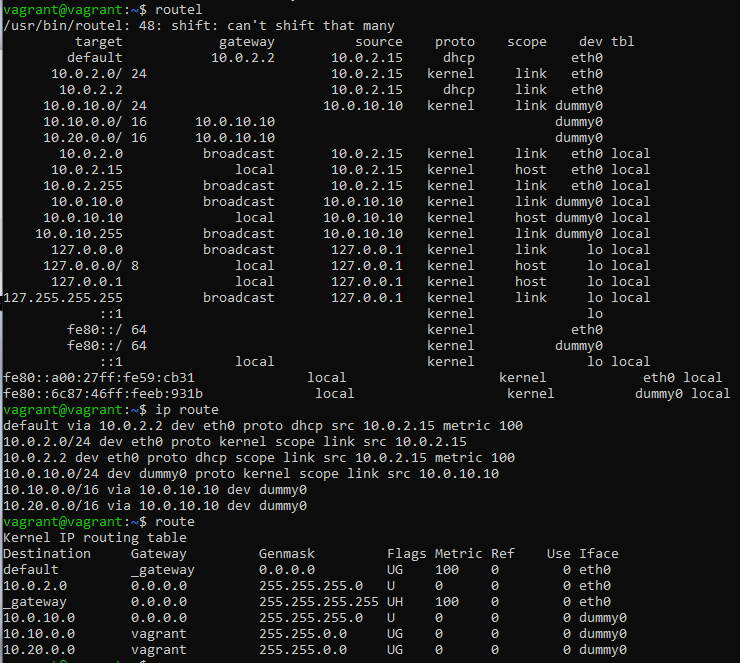 vagrant@vagrant:~$ routel
/usr/bin/routel: 48: shift: can't shift that many
target gateway source proto scope dev tbl
default 10.0.2.2 10.0.2.15 dhcp eth0
10.0.2.0/ 24 10.0.2.15 kernel link eth0
10.0.2.2 10.0.2.15 dhcp link eth0
10.0.10.0/ 24 10.0.10.10 kernel link dummy0
10.10.0.0/ 16 10.0.10.10 dummy0
10.20.0.0/ 16 10.0.10.10 dummy0
10.0.2.0 broadcast 10.0.2.15 kernel link eth0 local
10.0.2.15 local 10.0.2.15 kernel host eth0 local
10.0.2.255 broadcast 10.0.2.15 kernel link eth0 local
10.0.10.0 broadcast 10.0.10.10 kernel link dummy0 local
10.0.10.10 local 10.0.10.10 kernel host dummy0 local
10.0.10.255 broadcast 10.0.10.10 kernel link dummy0 local
127.0.0.0 broadcast 127.0.0.1 kernel link lo local
127.0.0.0/ 8 local 127.0.0.1 kernel host lo local
127.0.0.1 local 127.0.0.1 kernel host lo local
127.255.255.255 broadcast 127.0.0.1 kernel link lo local
::1 kernel lo
fe80::/ 64 kernel eth0
fe80::/ 64 kernel dummy0
::1 local kernel lo local
fe80::a00:27ff:fe59:cb31 local kernel eth0 local
fe80::6c87:46ff:feeb:931b local kernel dummy0 local
vagrant@vagrant:~$ ip route
default via 10.0.2.2 dev eth0 proto dhcp src 10.0.2.15 metric 100
10.0.2.0/24 dev eth0 proto kernel scope link src 10.0.2.15
10.0.2.2 dev eth0 proto dhcp scope link src 10.0.2.15 metric 100
10.0.10.0/24 dev dummy0 proto kernel scope link src 10.0.10.10
10.10.0.0/16 via 10.0.10.10 dev dummy0
10.20.0.0/16 via 10.0.10.10 dev dummy0
vagrant@vagrant:~$ route
Kernel IP routing table
Destination Gateway Genmask Flags Metric Ref Use Iface
default _gateway 0.0.0.0 UG 100 0 0 eth0
10.0.2.0 0.0.0.0 255.255.255.0 U 0 0 0 eth0
_gateway 0.0.0.0 255.255.255.255 UH 100 0 0 eth0
10.0.10.0 0.0.0.0 255.255.255.0 U 0 0 0 dummy0
10.10.0.0 vagrant 255.255.0.0 UG 0 0 0 dummy0
10.20.0.0 vagrant 255.255.0.0 UG 0 0 0 dummy0